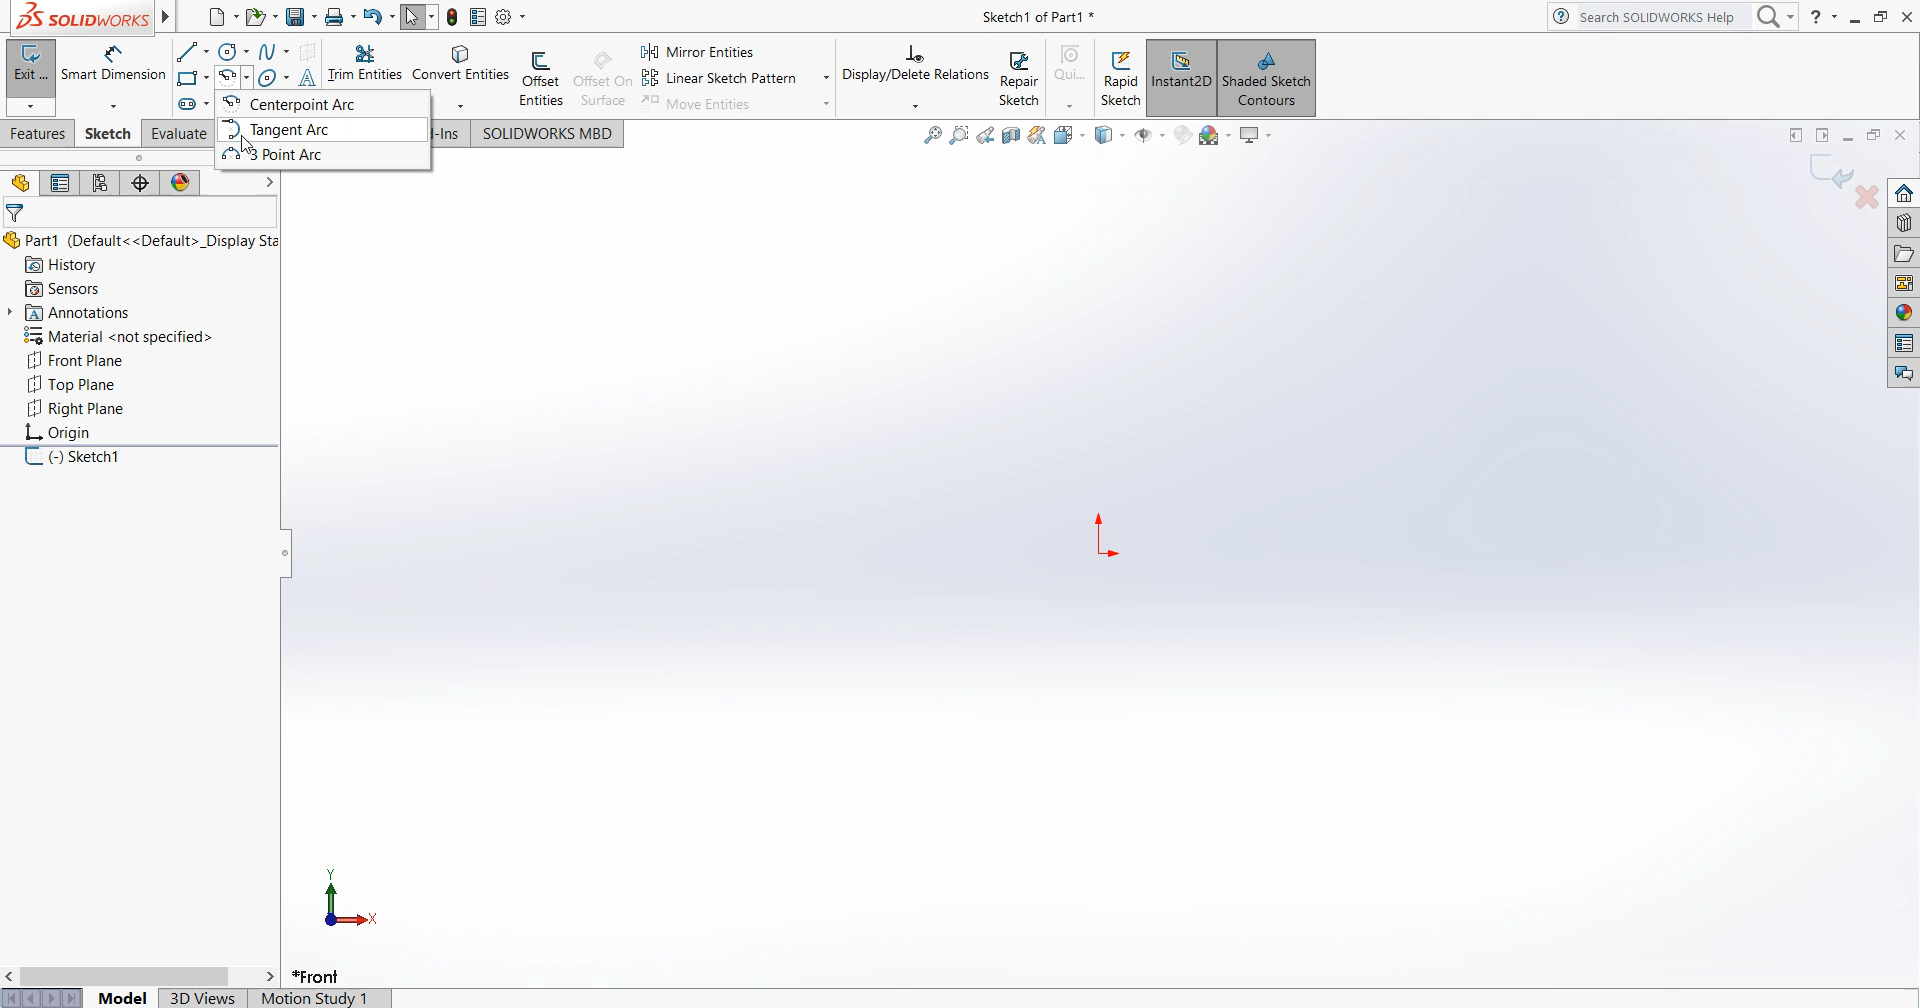 SOLIDWORKS
Sketch1 of Part1 *
Search SOLIDWORKS Help
?
Exit ...
Smart Dimension
Trim Entities
Convert Entities
Offset Entities
Offset On Surface
Mirror Entities
Linear Sketch Pattern
Move Entities
Display/Delete Relations
Repair Sketch
Qui...
Rapid Sketch
Instant2D
Shaded Sketch Contours
Centerpoint Arc
Tangent Arc
3 Point Arc
Features
Sketch
Evaluate
d-Ins
SOLIDWORKS MBD
Part1 (Default<<Default>_Display Sta
History
Sensors
Annotations
Material <not specified>
Front Plane
Top Plane
Right Plane
Origin
(-) Sketch1
Y
X
*Front
Model
3D Views
Motion Study 1